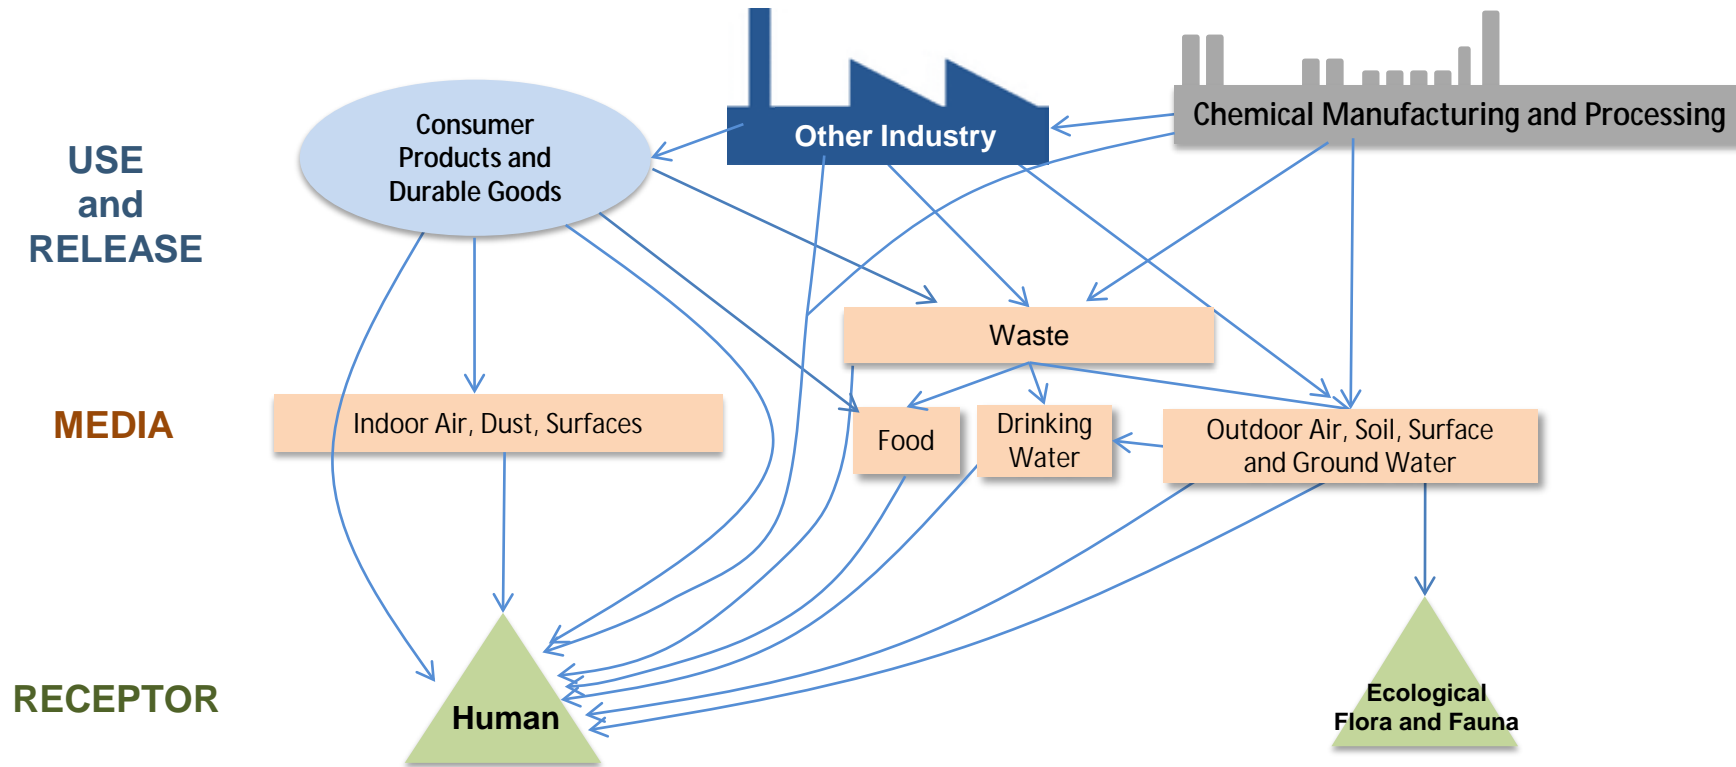 USE
and
RELEASE
Consumer
Products and
Durable Goods
Other Industry
Chemical Manufacturing and Processing
Waste
MEDIA
Indoor Air, Dust, Surfaces
Food
Drinking
Water
Outdoor Air, Soil, Surface
and Ground Water
RECEPTOR
Human
Ecological
Flora and Fauna